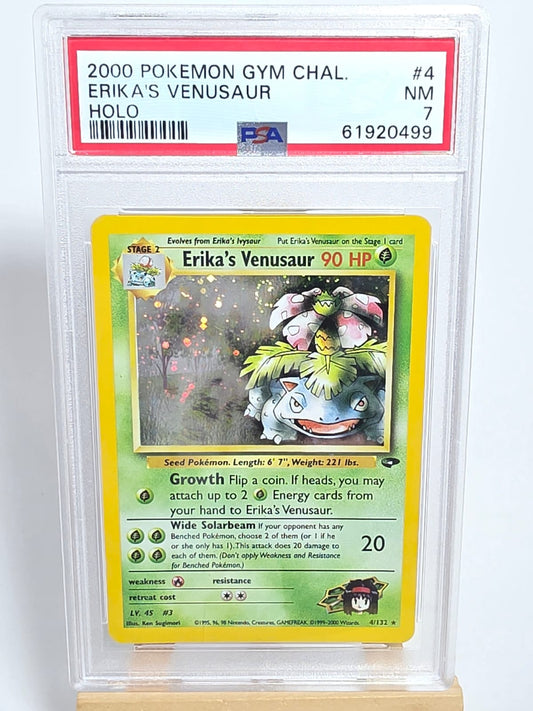 2000 POKEMON GYM CHAL. #4
ERIKA'S VENUSAUR NM
HOLO 7
PSA 61920499
Evolves from Erika's Ivysaur Put Erika's Venusaur on the Stage 1 card
STAGE 2
Erika's Venusaur 90 HP
Seed Pokémon. Length: 6' 7", Weight: 221 lbs.
Growth Flip a coin. If heads, you may
attach up to 2 Energy cards from
your hand to Erika's Venusaur.
Wide Solarbeam If your opponent has any
Benched Pokémon, choose 2 of them (or 1 if he
or she only has 1). This attack does 20 damage to
each of them. (Don't apply Weakness and Resistance
for Benched Pokémon.)
20
weakness resistance
retreat cost
LV. 45 #3
Illus. Ken Sugimori ©1995, 96, 98 Nintendo, Creatures, GAMEFREAK. ©1999-2000 Wizards. 4/132 ★